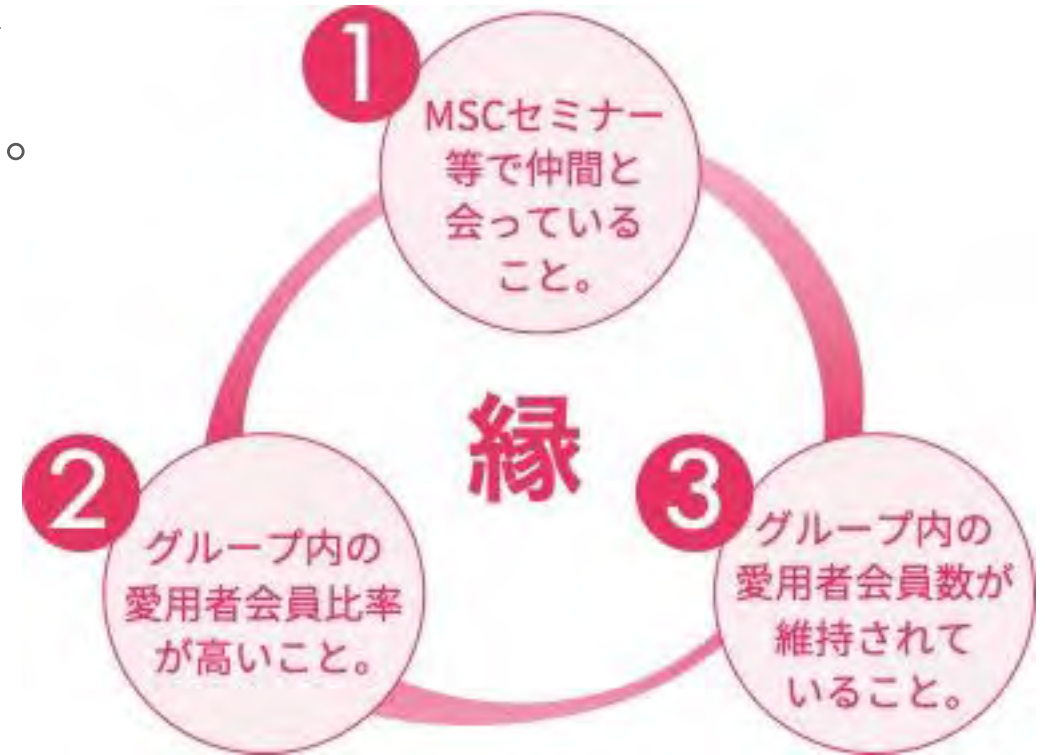 1
MSCセミナー
等で仲間と
会っている
こと。
縁
2
グループ内の
愛用者会員比率
が高いこと。
3
グループ内の
愛用者会員数が
維持されて
いること。